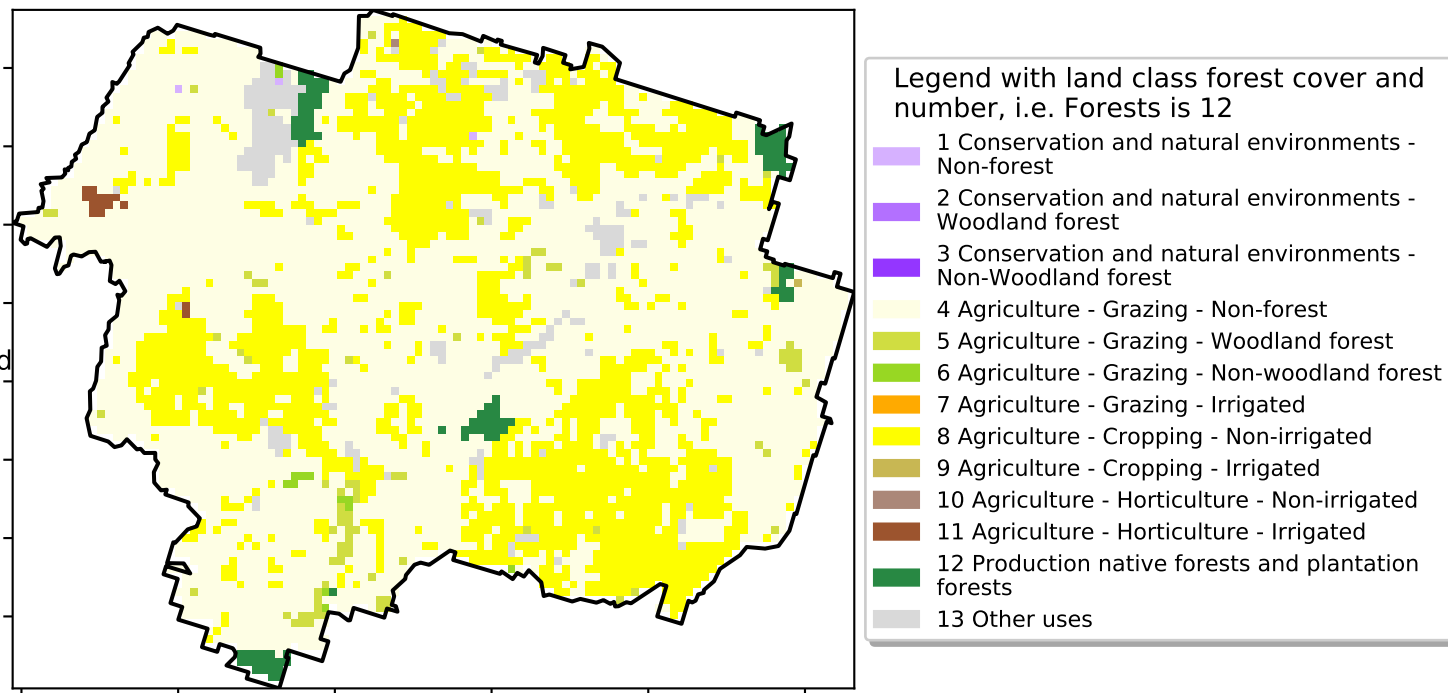 d
Legend with land class forest cover and
number, i.e. Forests is 12
1 Conservation and natural environments -
Non-forest
2 Conservation and natural environments -
Woodland forest
3 Conservation and natural environments -
Non-Woodland forest
4 Agriculture - Grazing - Non-forest
5 Agriculture - Grazing - Woodland forest
6 Agriculture - Grazing - Non-woodland forest
7 Agriculture - Grazing - Irrigated
8 Agriculture - Cropping - Non-irrigated
9 Agriculture - Cropping - Irrigated
10 Agriculture - Horticulture - Non-irrigated
11 Agriculture - Horticulture - Irrigated
12 Production native forests and plantation
forests
13 Other uses